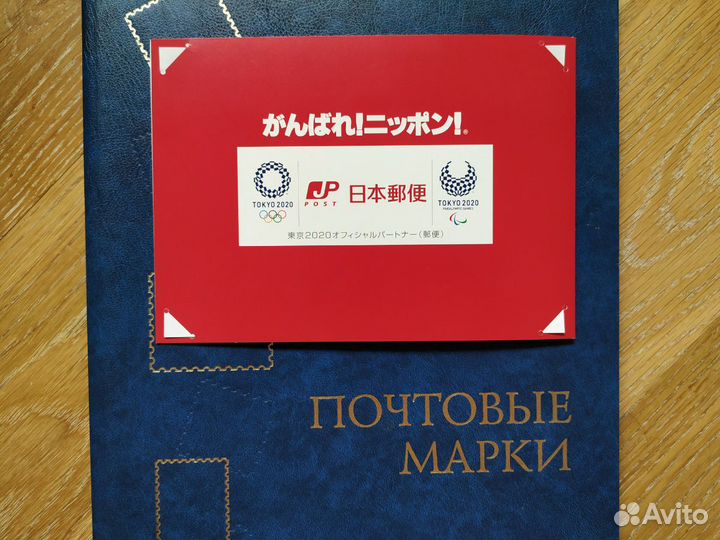 がんばれ!ニッポン!®
TOKYO 2020
JP
POST
日本郵便
TOKYO 2020
PARALYMPIC GAMES
東京2020オフィシャルパートナー(郵便)
ПОЧТОВЫЕ
МАРКИ
Avito